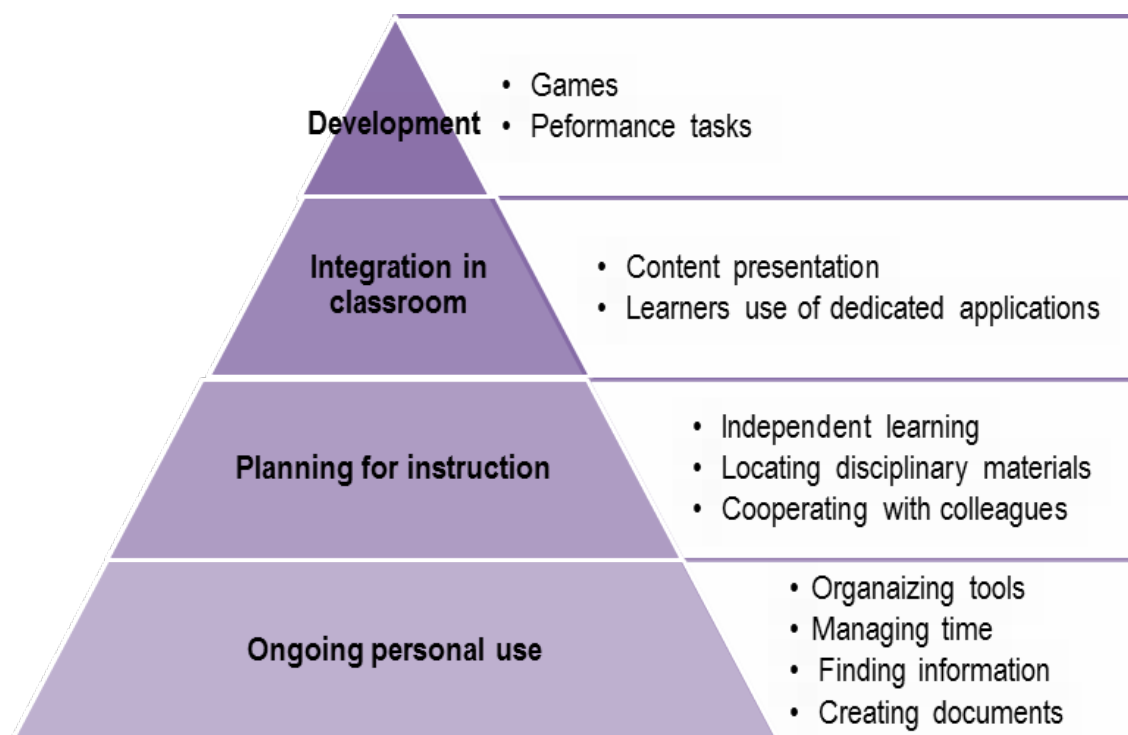 Development
• Games
• Peformance tasks
Integration in
classroom
• Content presentation
• Learners use of dedicated applications
Planning for instruction
• Independent learning
• Locating disciplinary materials
• Cooperating with colleagues
Ongoing personal use
• Organaizing tools
• Managing time
• Finding information
• Creating documents